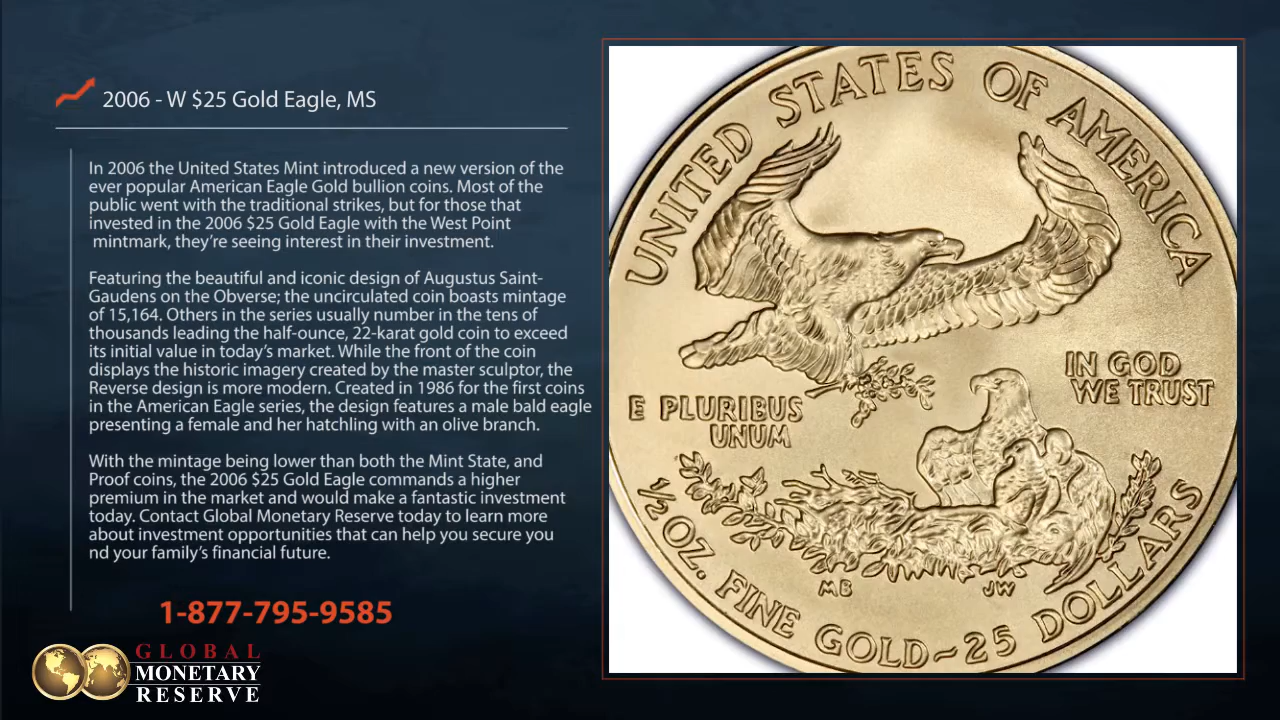 2006 - W $25 Gold Eagle, MS
In 2006 the United States Mint introduced a new version of the
ever popular American Eagle Gold bullion coins. Most of the
public went with the traditional strikes, but for those that
invested in the 2006 $25 Gold Eagle with the West Point
mintmark, they're seeing interest in their investment.
Featuring the beautiful and iconic design of Augustus Saint-
Gaudens on the Obverse; the uncirculated coin boasts mintage
of 15,164. Others in the series usually number in the tens of
thousands leading the half-ounce, 22-karat gold coin to exceed
its initial value in today's market. While the front of the coin
displays the historic imagery created by the master sculptor, the
Reverse design is more modern. Created in 1986 for the first coins
in the American Eagle series, the design features a male bald eagle
presenting a female and her hatchling with an olive branch.
With the mintage being lower than both the Mint State, and
Proof coins, the 2006 $25 Gold Eagle commands a higher
premium in the market and would make a fantastic investment
today. Contact Global Monetary Reserve today to learn more
about investment opportunities that can help you secure you
nd your family's financial future.
1-877-795-9585
GLOBAL
MONETARY
RESERVE
UNITED STATES OF AMERICA
IN GOD
WE TRUST
E PLURIBUS
UNUM
MB
JW
1/2 OZ. FINE GOLD~25 DOLLARS